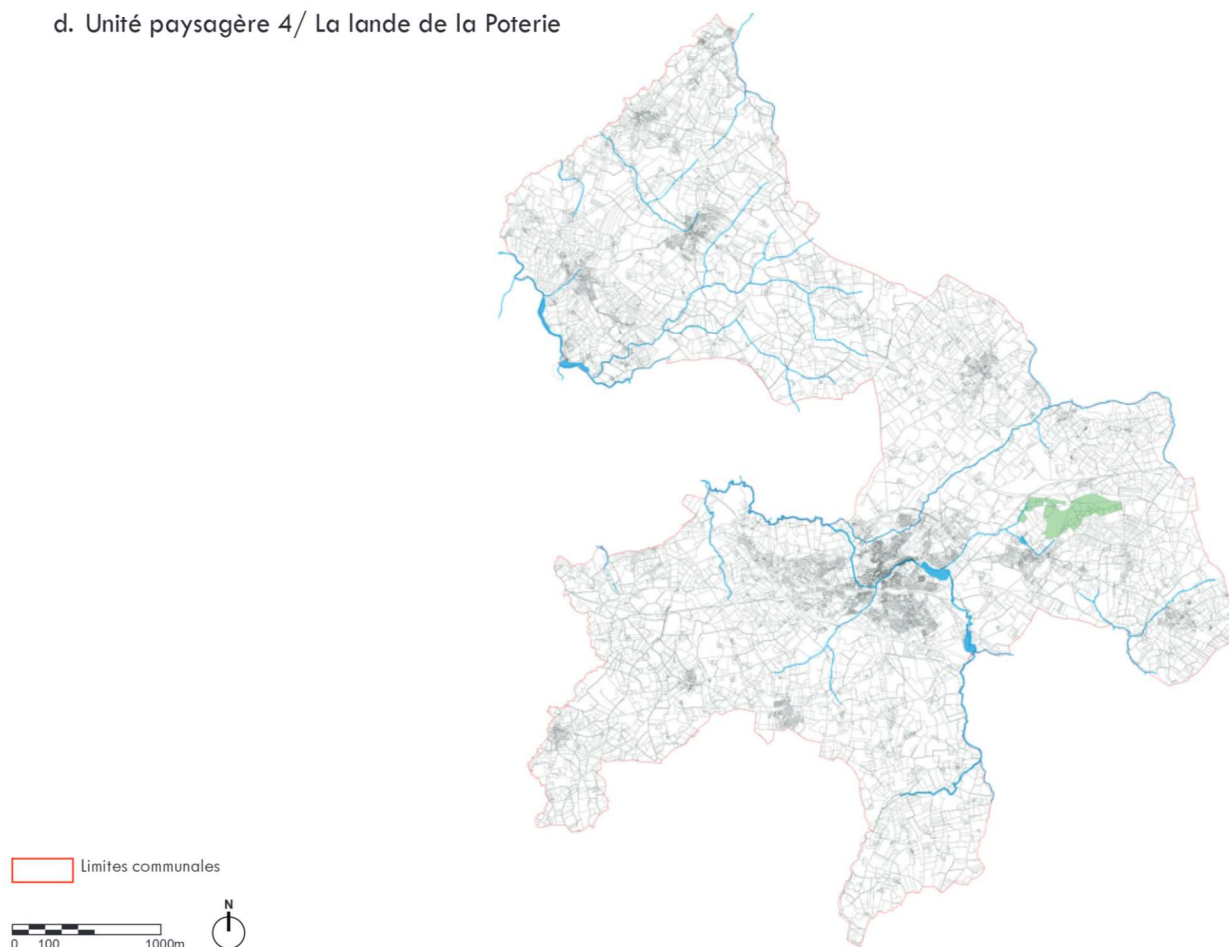 d. Unité paysagère 4/ La lande de la Poterie
Limites communales
N
0 100 1000m